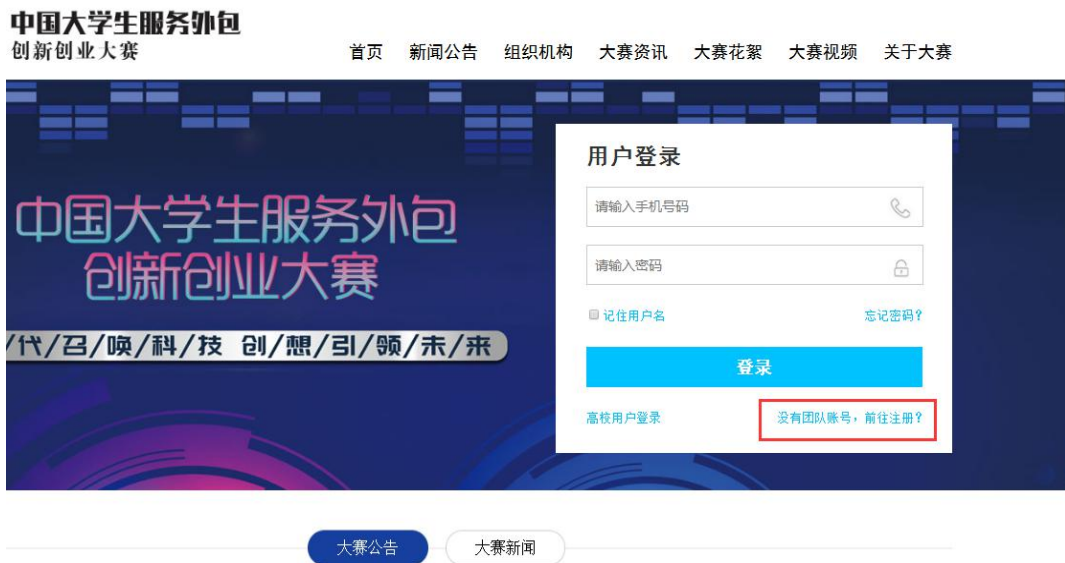 中国大学生服务外包
创新创业大赛
首页 新闻公告 组织机构 大赛资讯 大赛花絮 大赛视频 关于大赛
中国大学生服务外包
创新创业大赛
/代/召/唤/科/技 创/想/引/领/未/来
用户登录
请输入手机号码
请输入密码
记住用户名 忘记密码?
登录
高校用户登录 没有团队账号,前往注册?
大赛公告 大赛新闻